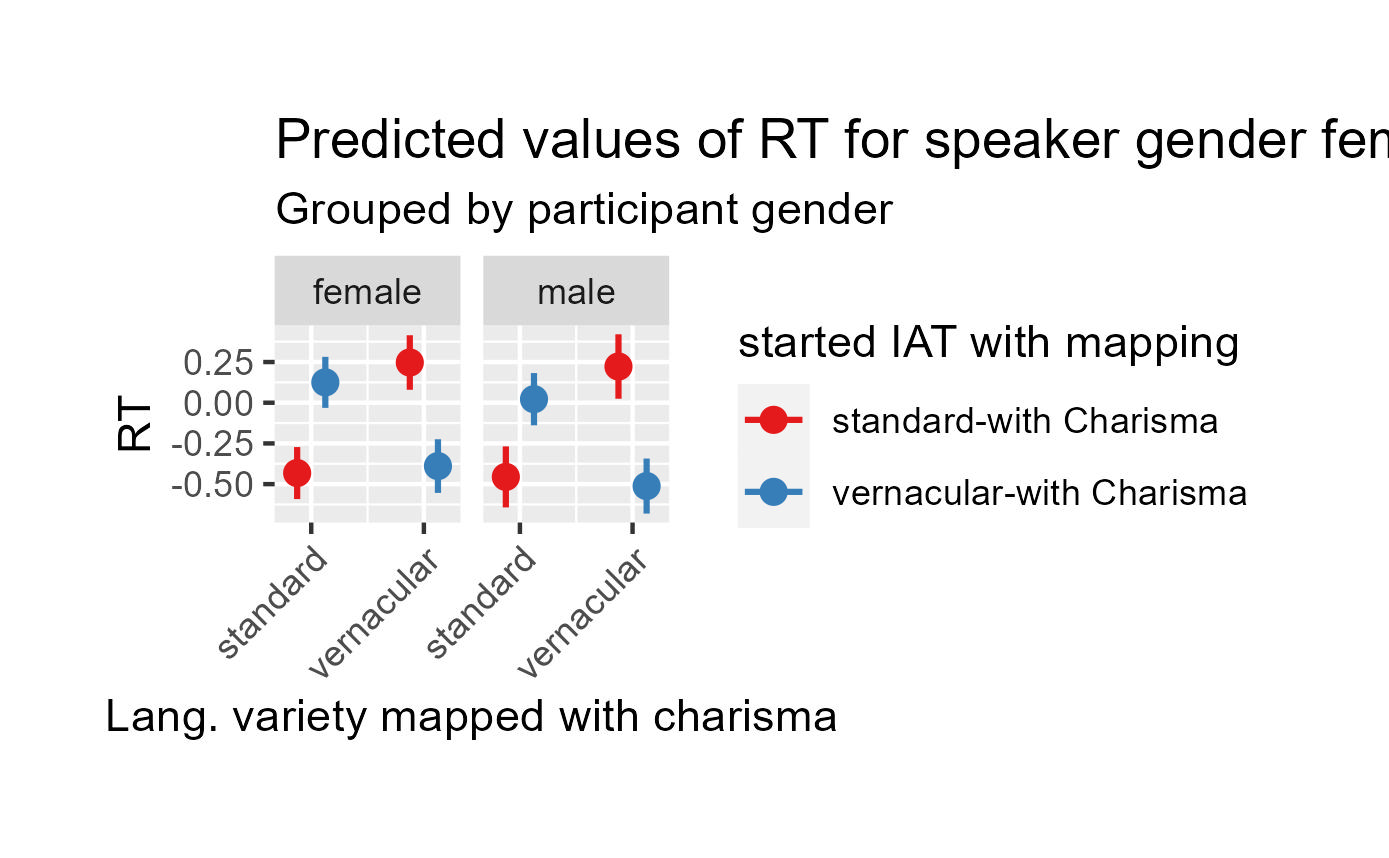 Predicted values of RT for speaker gender
Grouped by participant gender
female
male
RT
0.25
0.00
-0.25
-0.50
standard
vernacular
standard
vernacular
Lang. variety mapped with charisma
started IAT with mapping
standard-with Charisma
vernacular-with Charisma